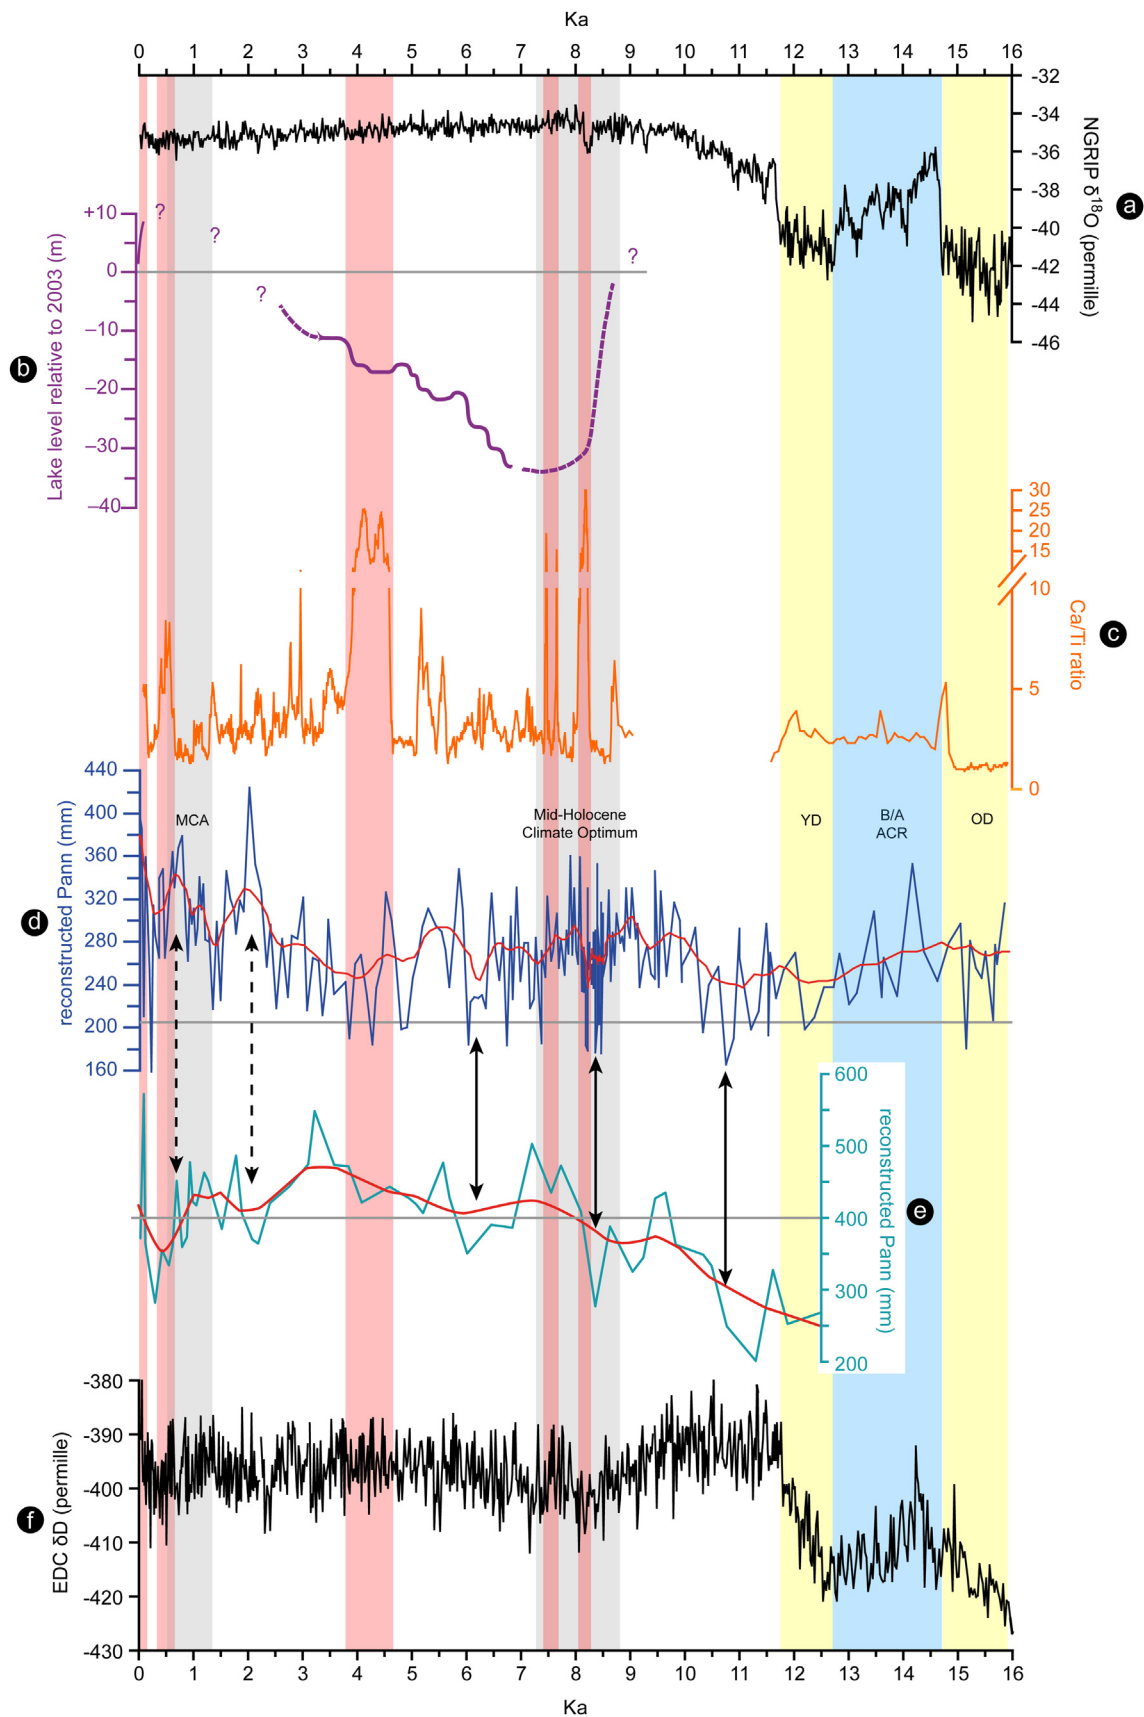 Ka
0 1 2 3 4 5 6 7 8 9 10 11 12 13 14 15 16
-32
-34
-36
-38
-40
-42
-44
-46
NGRIP δ18O (permille)
a
+10
0
−10
−20
−30
−40
Lake level relative to 2003 (m)
b
? ? ? ?
30
25
20
15
10
5
0
Ca/Ti ratio
c
440
400
360
320
280
240
200
160
reconstructed Pann (mm)
d
MCA
Mid-Holocene
Climate Optimum
YD
B/A
ACR
OD
600
500
400
300
200
reconstructed Pann (mm)
e
-380
-390
-400
-410
-420
-430
EDC δD (permille)
f
0 1 2 3 4 5 6 7 8 9 10 11 12 13 14 15 16
Ka